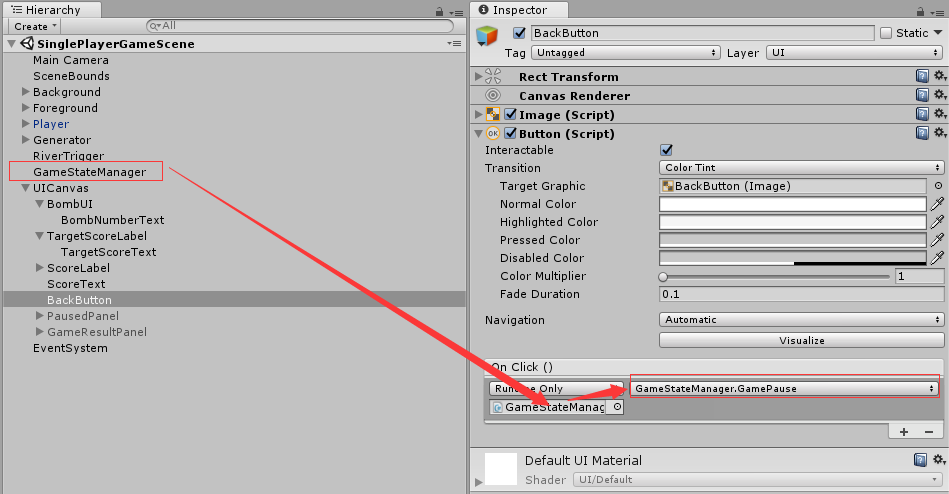 Hierarchy
Create
All
SinglePlayerGameScene
Main Camera
SceneBounds
Background
Foreground
Player
Generator
RiverTrigger
GameStateManager
UICanvas
BombUI
BombNumberText
TargetScoreLabel
TargetScoreText
ScoreLabel
ScoreText
BackButton
PausedPanel
GameResultPanel
EventSystem
Inspector
BackButton
Static
Tag Untagged Layer UI
Rect Transform
Canvas Renderer
Image (Script)
OK Button (Script)
Interactable
Transition Color Tint
Target Graphic BackButton (Image)
Normal Color
Highlighted Color
Pressed Color
Disabled Color
Color Multiplier 1
Fade Duration 0.1
Navigation Automatic
Visualize
On Click ()
Runtime Only GameStateManager.GamePause
GameStateManag
+ −
Default UI Material
Shader UI/Default